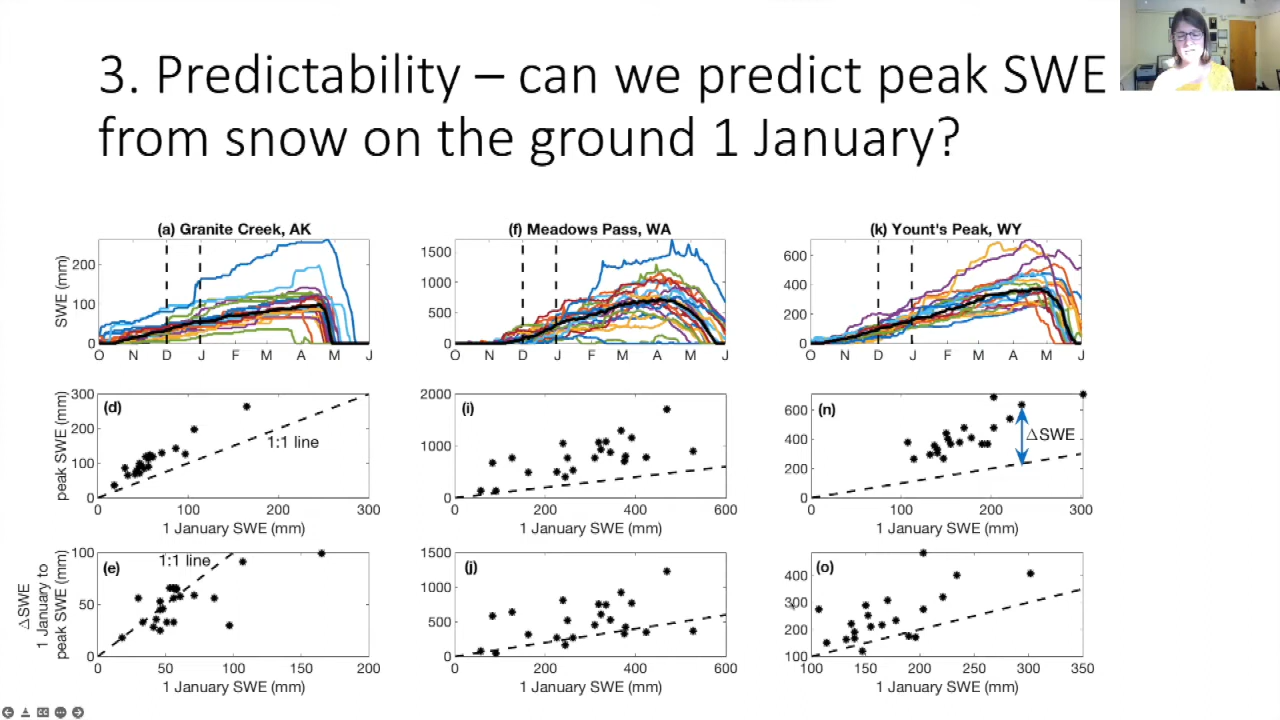 3. Predictability – can we predict peak SWE
from snow on the ground 1 January?
(a) Granite Creek, AK
SWE (mm)
200
100
0
O N D J F M A M J
(f) Meadows Pass, WA
1500
1000
500
0
O N D J F M A M J
(k) Yount's Peak, WY
600
400
200
0
O N D J F M A M J
(d)
peak SWE (mm)
300
200
100
0
1:1 line
0 100 200 300
1 January SWE (mm)
(i)
2000
1000
0
0 200 400 600
1 January SWE (mm)
(n)
600
400
200
0
ΔSWE
0 100 200 300
1 January SWE (mm)
(e)
ΔSWE
1 January to
peak SWE (mm)
100
50
0
1:1 line
0 50 100 150 200
1 January SWE (mm)
(j)
1500
1000
500
0
0 200 400 600
1 January SWE (mm)
(o)
400
300
200
100
100 150 200 250 300 350
1 January SWE (mm)